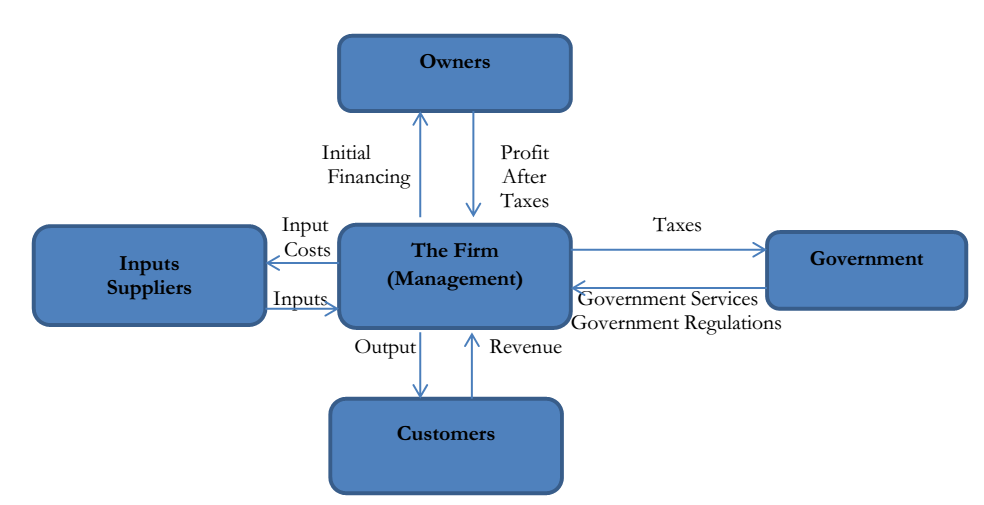 Owners
Initial
Financing
Profit
After
Taxes
Input
Costs
Inputs
Suppliers
Inputs
The Firm
(Management)
Taxes
Government
Government Services
Government Regulations
Output
Revenue
Customers